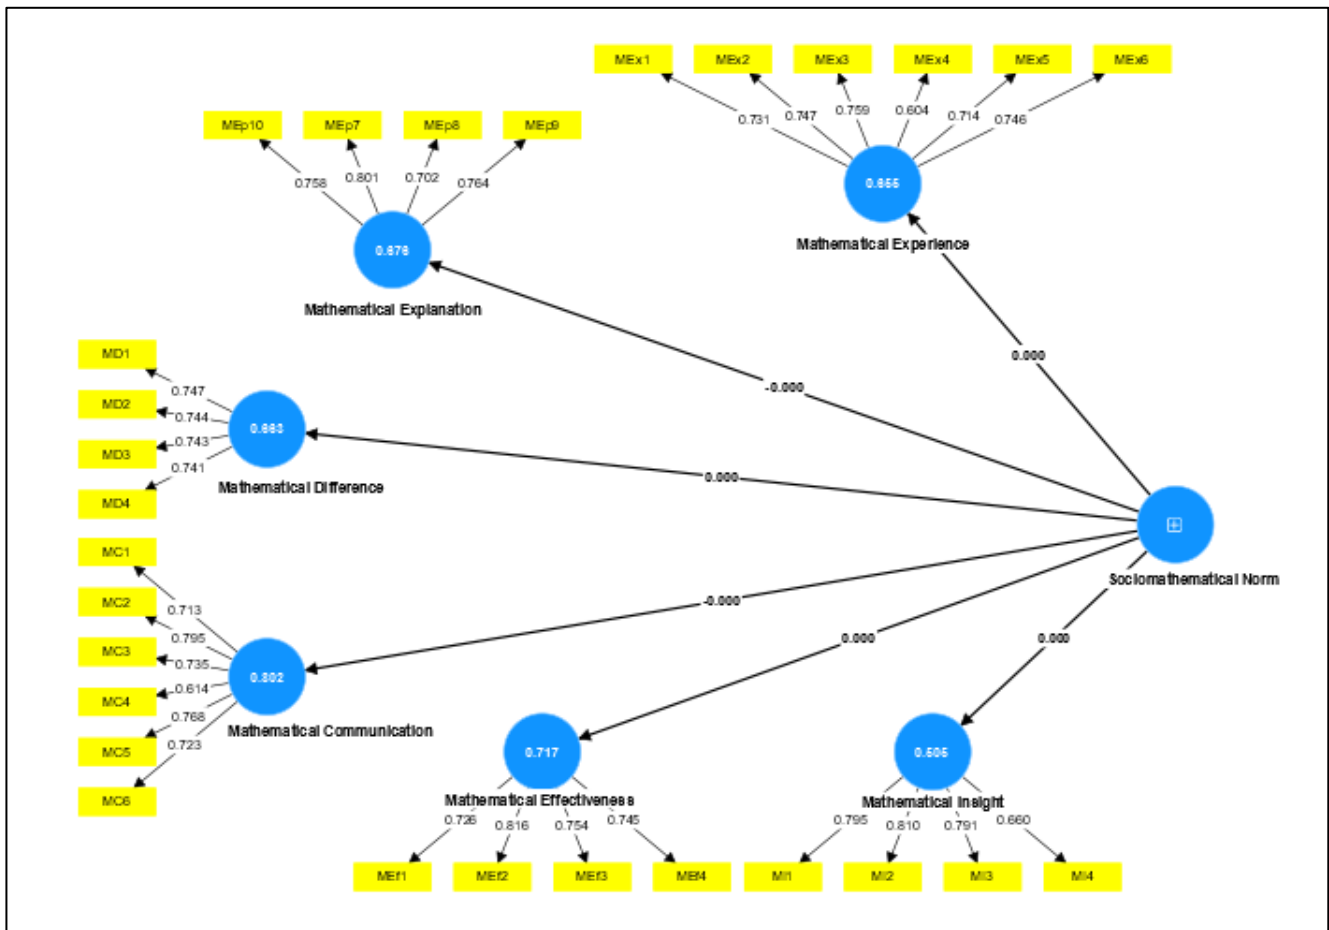 MEx1 MEx2 MEx3 MEx4 MEx5 MEx6
0.731 0.747 0.759 0.604 0.714 0.746
0.655
Mathematical Experience
MEp10 MEp7 MEp8 MEp9
0.758 0.801 0.702 0.764
0.676
Mathematical Explanation
0.000
-0.000
MD1
MD2
MD3
MD4
0.747
0.744
0.743
0.741
0.663
Mathematical Difference
0.000
Sociomathematical Norm
MC1
MC2
MC3
MC4
MC5
MC6
0.713
0.795
0.735
0.614
0.768
0.723
0.802
Mathematical Communication
-0.000
0.000
0.000
0.717
Mathematical Effectiveness
0.726 0.816 0.754 0.745
MEf1 MEf2 MEf3 MEf4
0.505
Mathematical Insight
0.795 0.810 0.791 0.660
MI1 MI2 MI3 MI4